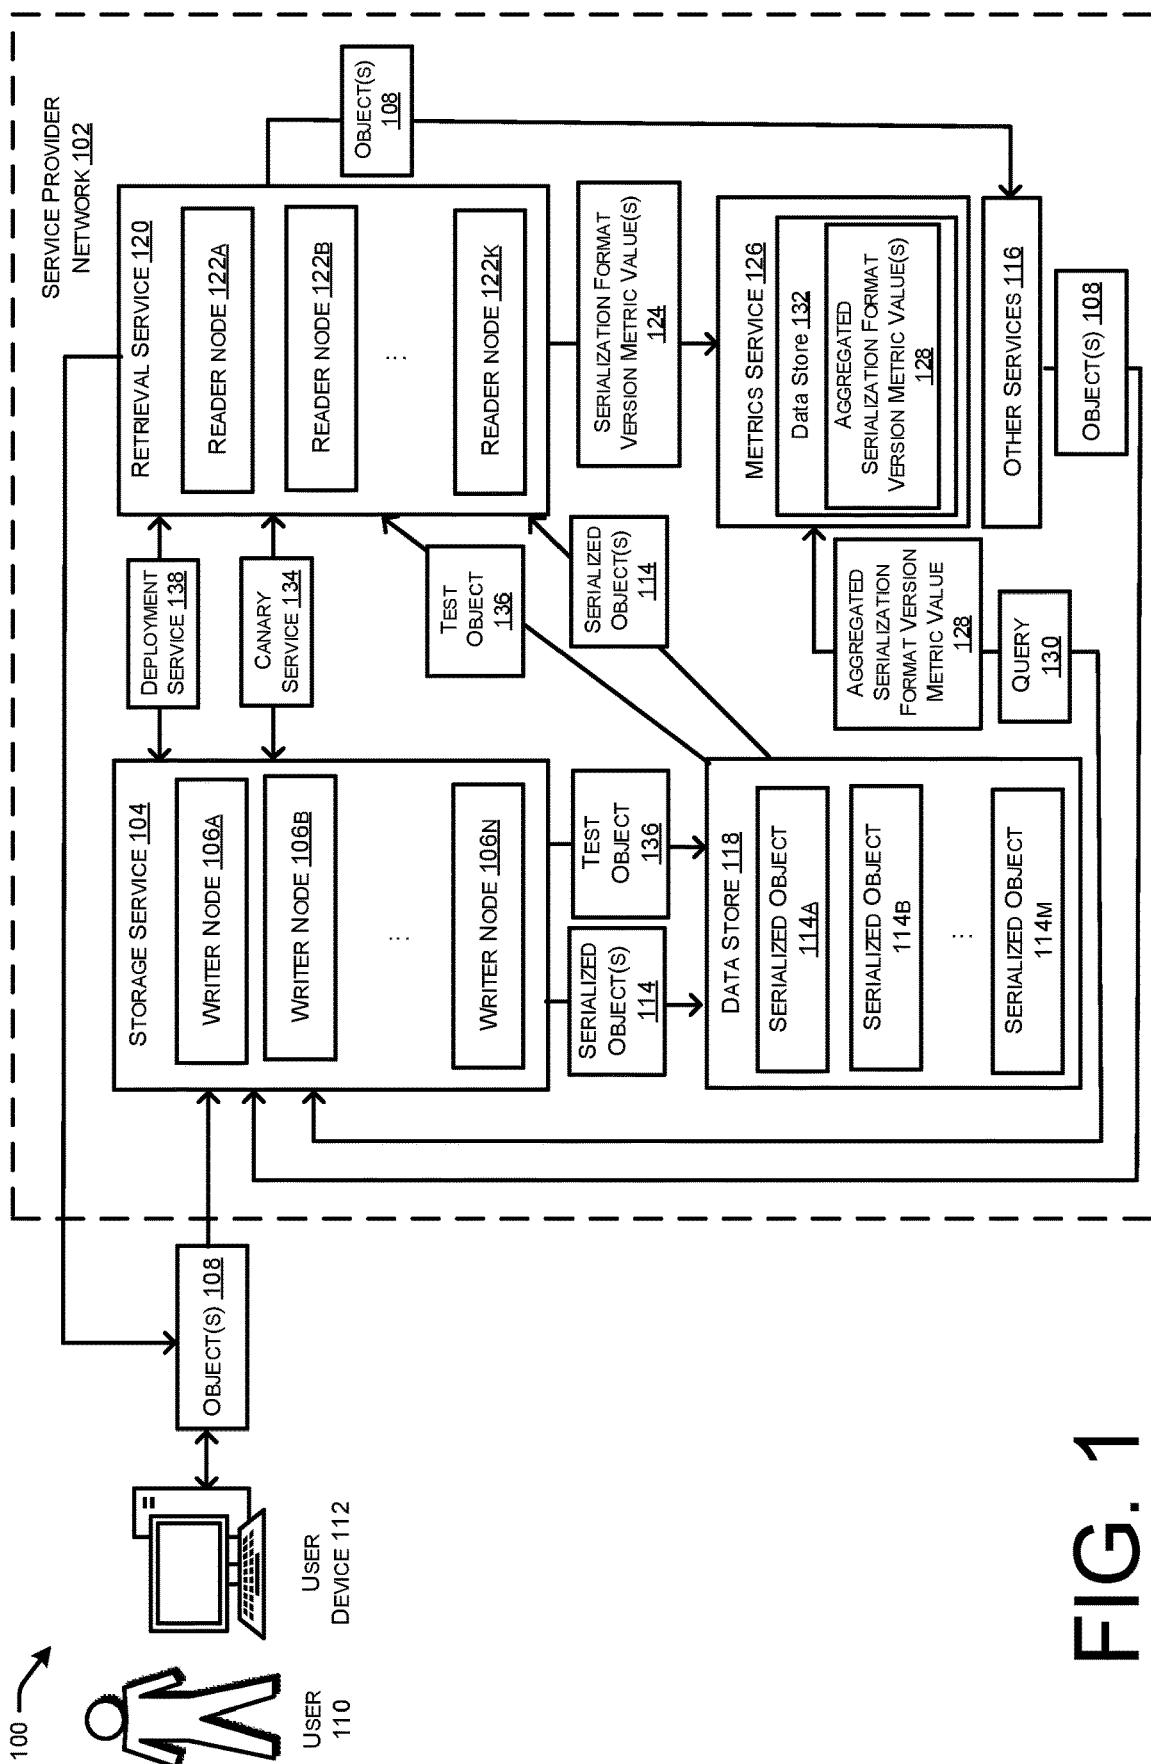 100
USER
110
USER
DEVICE 112
OBJECT(S) 108
SERVICE PROVIDER
NETWORK 102
STORAGE SERVICE 104
WRITER NODE 106A
WRITER NODE 106B
...
WRITER NODE 106N
DEPLOYMENT
SERVICE 138
CANARY
SERVICE 134
RETRIEVAL SERVICE 120
READER NODE 122A
READER NODE 122B
...
READER NODE 122K
OBJECT(S)
108
SERIALIZED
OBJECT(S)
114
TEST
OBJECT
136
TEST
OBJECT
136
SERIALIZED
OBJECT(S)
114
SERIALIZATION FORMAT
VERSION METRIC VALUE(S)
124
DATA STORE 118
SERIALIZED OBJECT
114A
SERIALIZED OBJECT
114B
...
SERIALIZED OBJECT
114M
AGGREGATED
SERIALIZATION
FORMAT VERSION
METRIC VALUE
128
QUERY
130
METRICS SERVICE 126
Data Store 132
AGGREGATED
SERIALIZATION FORMAT
VERSION METRIC VALUE(S)
128
OTHER SERVICES 116
OBJECT(S) 108
FIG. 1